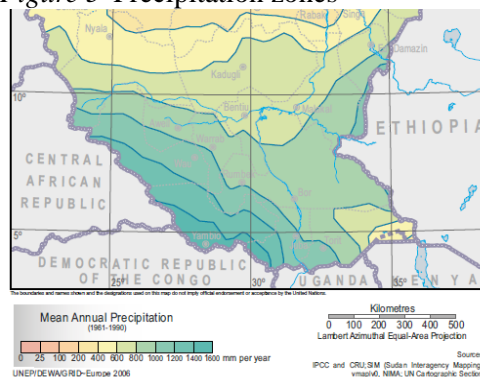 Figure 3 Precipitation zones
Rabak
Nyala
Damazin
Kadugli
10°
Bentiu
Malakal
ETHIOPIA
CENTRAL
AFRICAN
REPUBLIC
Bor
5°
Yambio
DEMOCRATIC REPUBLIC
OF THE CONGO
UGANDA
25°
30°
35°
The boundaries and names shown and the designations used on this map do not imply official endorsement or acceptance by the United Nations.
Mean Annual Precipitation
(1961-1990)
0 25 100 200 400 600 800 1000 1200 1400 1600 mm per year
UNEP/DEWA/GRID~Europe 2006
Kilometres
0 100 200 300 400 500
Lambert Azimuthal Equal-Area Projection
Source
IPCC and CRU; SIM (Sudan Interagency Mapping
vmaplv0, NIMA; UN Cartographic Section